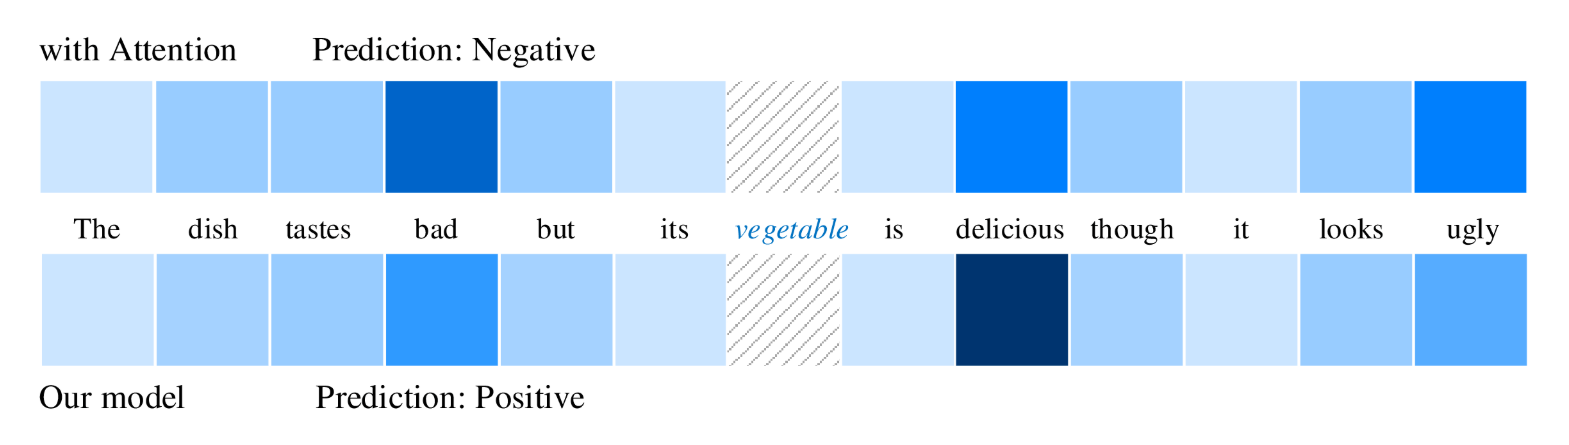 with Attention Prediction: Negative
The dish tastes bad but its vegetable is delicious though it looks ugly
Our model Prediction: Positive